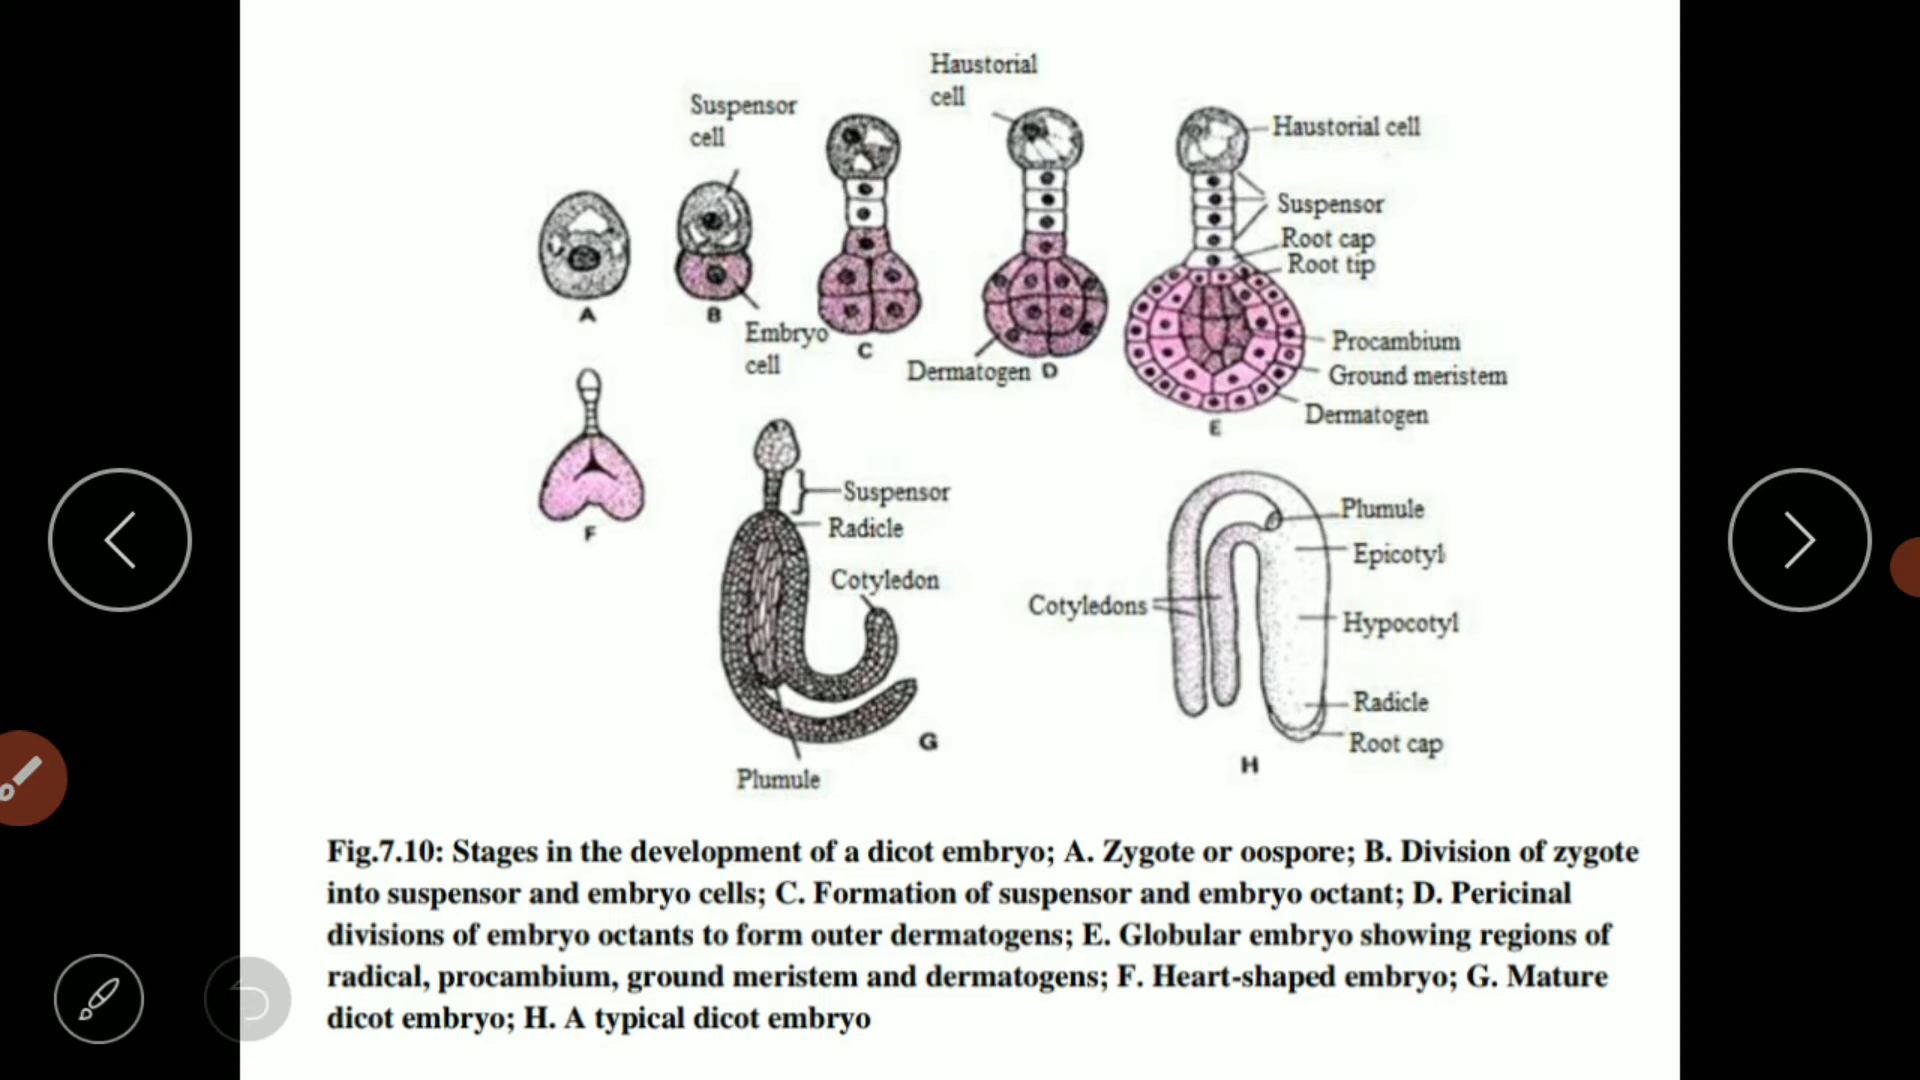 Haustorial
cell
Suspensor
cell
Haustorial cell
Suspensor
Root cap
Root tip
A
B
Embryo
cell
C
Dermatogen
D
Procambium
Ground meristem
Dermatogen
E
F
Suspensor
Radicle
Cotyledon
Plumule
G
Plumule
Epicotyl
Cotyledons
Hypocotyl
Radicle
Root cap
H
Fig.7.10: Stages in the development of a dicot embryo; A. Zygote or oospore; B. Division of zygote
into suspensor and embryo cells; C. Formation of suspensor and embryo octant; D. Pericinal
divisions of embryo octants to form outer dermatogens; E. Globular embryo showing regions of
radical, procambium, ground meristem and dermatogens; F. Heart-shaped embryo; G. Mature
dicot embryo; H. A typical dicot embryo